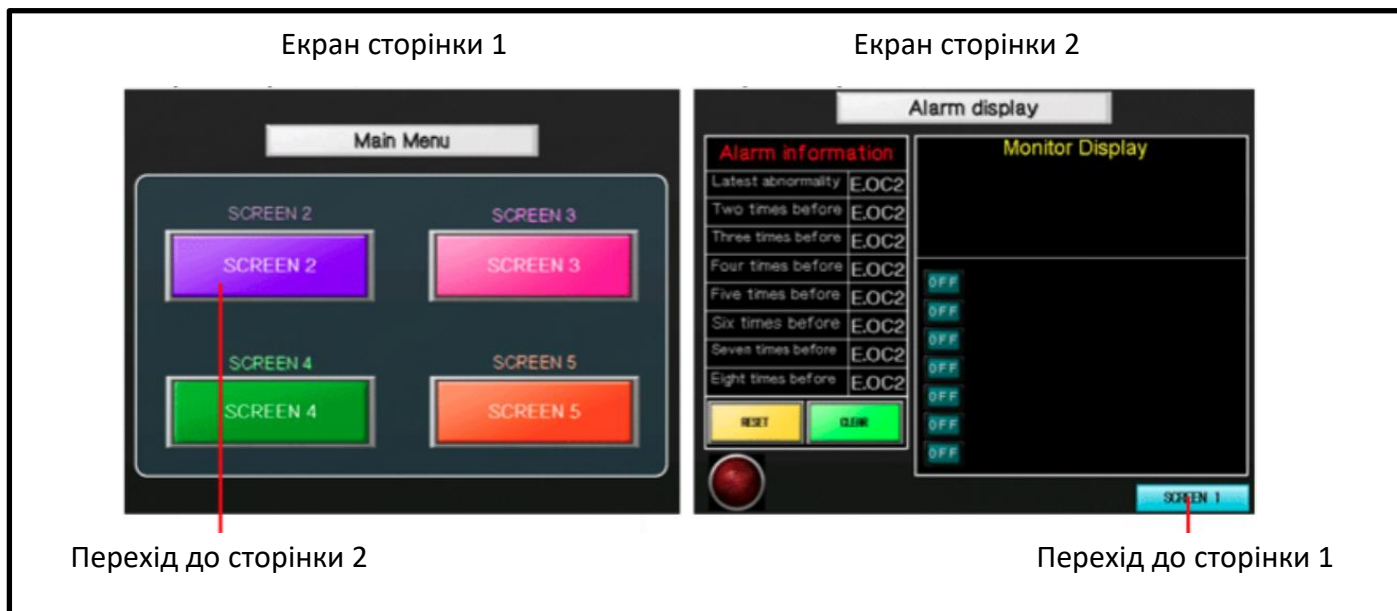 Екран сторінки 1
Екран сторінки 2
Main Menu
SCREEN 2
SCREEN 3
SCREEN 2
SCREEN 3
SCREEN 4
SCREEN 5
SCREEN 4
SCREEN 5
Alarm display
Alarm information
Latest abnormality E.OC2
Two times before E.OC2
Three times before E.OC2
Four times before E.OC2
Five times before E.OC2
Six times before E.OC2
Seven times before E.OC2
Eight times before E.OC2
RESET
CLEAR
Monitor Display
OFF
OFF
OFF
OFF
OFF
OFF
OFF
SCREEN 1
Перехід до сторінки 2
Перехід до сторінки 1